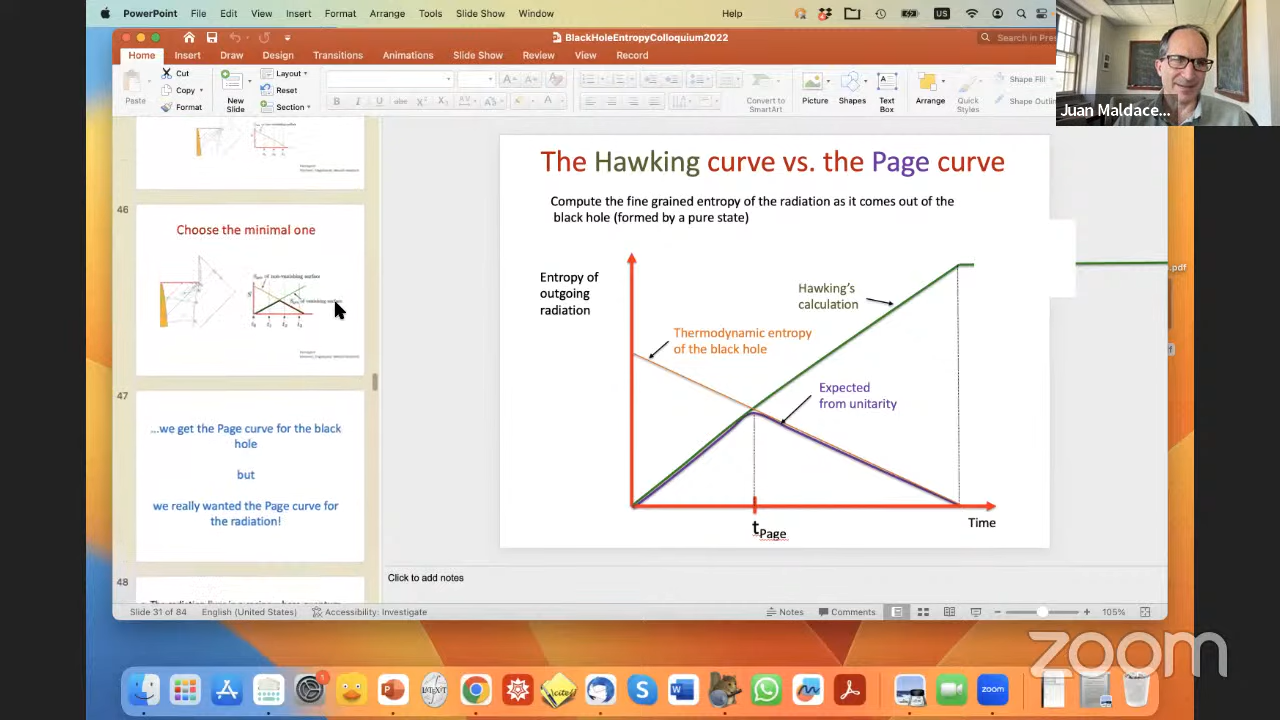 PowerPoint File Edit View Insert Format Arrange Tools Slide Show Window Help
BlackHoleEntropyColloquium2022
Search in Pres
Home Insert Draw Design Transitions Animations Slide Show Review View Record
Paste
Cut
Copy
Format
New Slide
Layout
Reset
Section
Convert to SmartArt
Picture
Shapes
Text Box
Arrange
Quick Styles
Shape Fill
Shape Outlin
Juan Maldace...
46
Choose the minimal one
47
...we get the Page curve for the black
hole
but
we really wanted the Page curve for
the radiation!
48
The Hawking curve vs. the Page curve
Compute the fine grained entropy of the radiation as it comes out of the
black hole (formed by a pure state)
Entropy of
outgoing
radiation
Hawking's
calculation
Thermodynamic entropy
of the black hole
Expected
from unitarity
tPage
Time
.pdf
Click to add notes
Slide 31 of 84 English (United States) Accessibility: Investigate
Notes Comments 105%
zoom
zoom